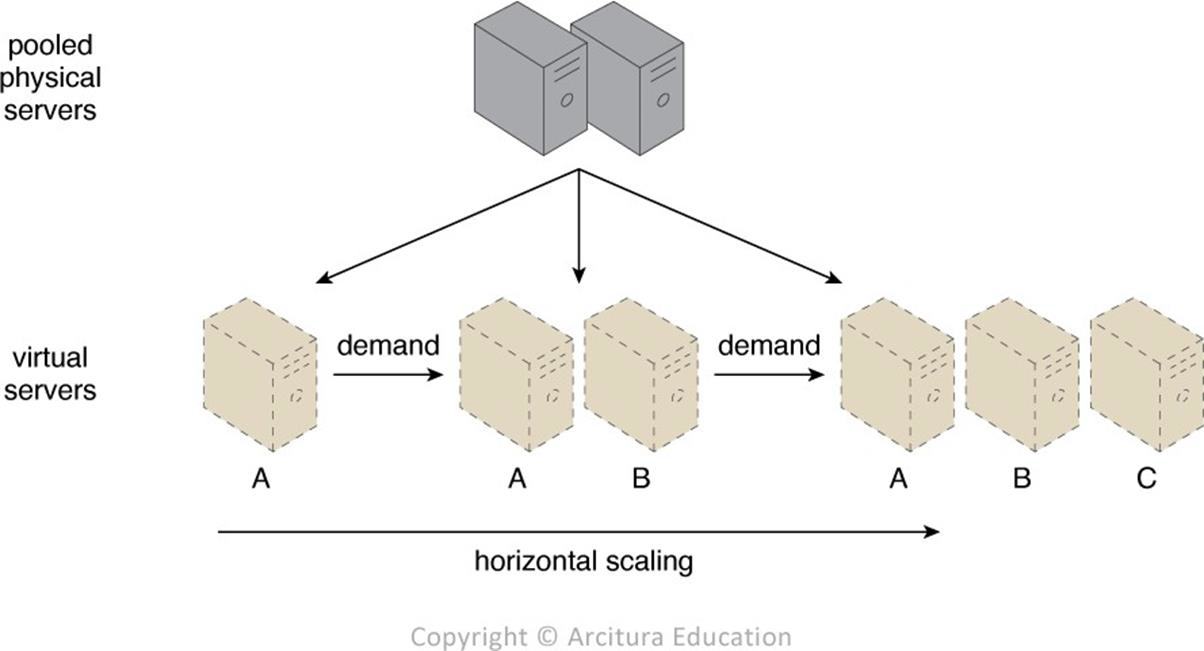 pooled
physical
servers
virtual
servers
demand
demand
A
A
B
A
B
C
horizontal scaling
Copyright © Arcitura Education